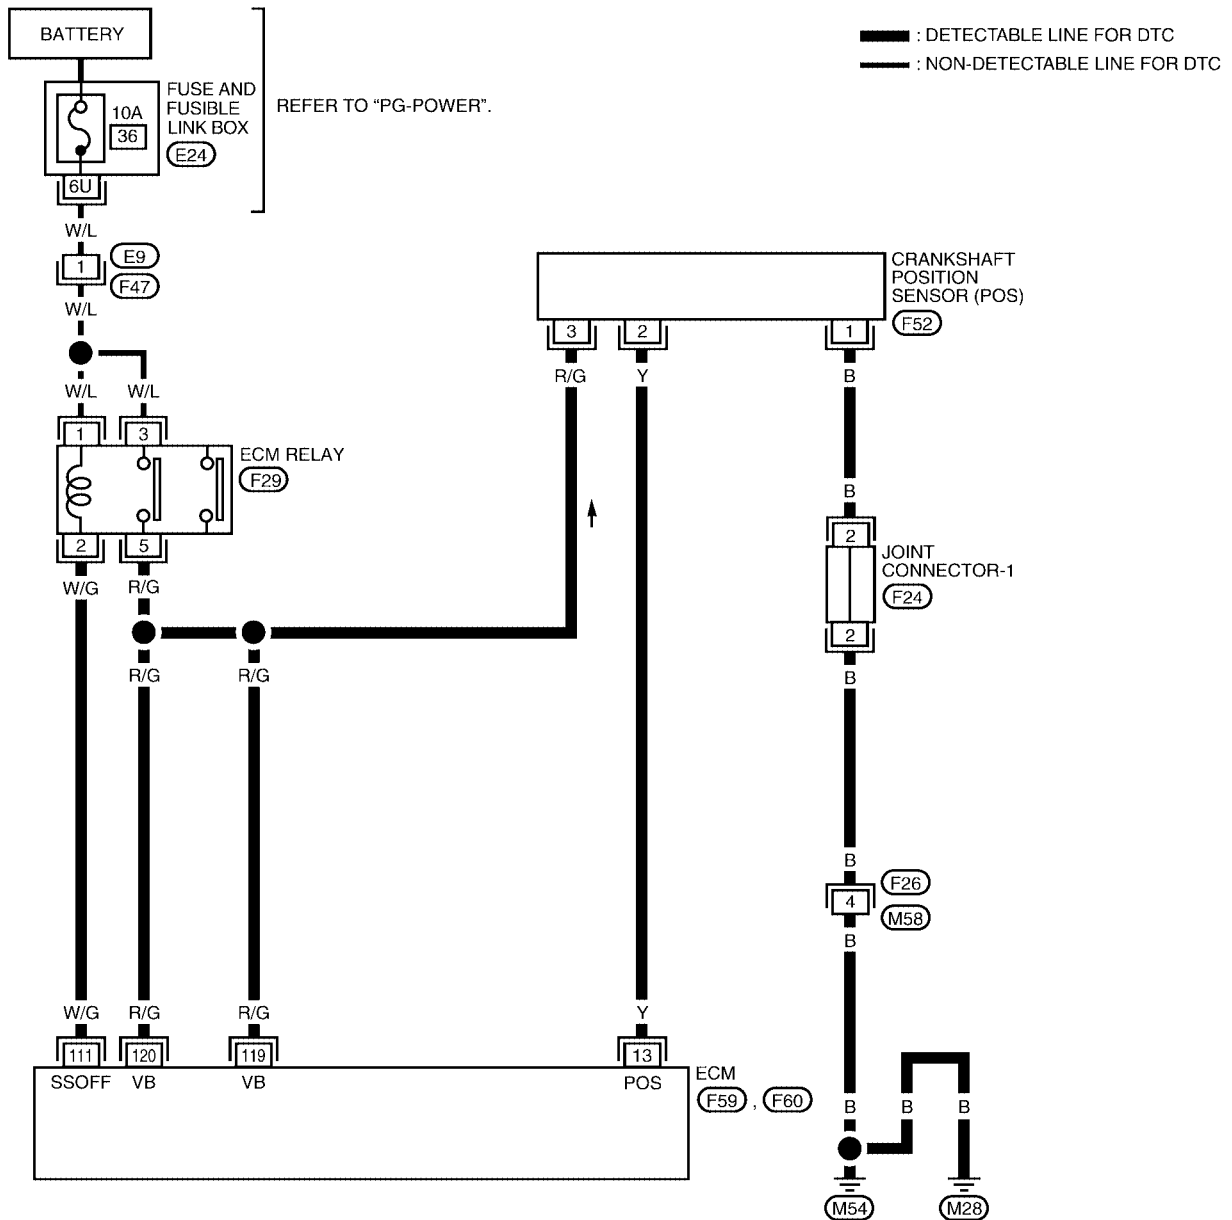 BATTERY
: DETECTABLE LINE FOR DTC
: NON-DETECTABLE LINE FOR DTC
FUSE AND
FUSIBLE
LINK BOX
E24
10A
36
REFER TO “PG-POWER”.
6U
W/L
1
E9
F47
W/L
W/L
W/L
1
3
ECM RELAY
F29
2
5
W/G
R/G
R/G
R/G
CRANKSHAFT
POSITION
SENSOR (POS)
F52
3
2
1
R/G
Y
B
B
2
JOINT
CONNECTOR-1
F24
2
B
B
F26
4
M58
B
W/G
R/G
R/G
Y
111
120
119
13
SSOFF
VB
VB
POS
ECM
F59 , F60
B
B
B
M54
M28